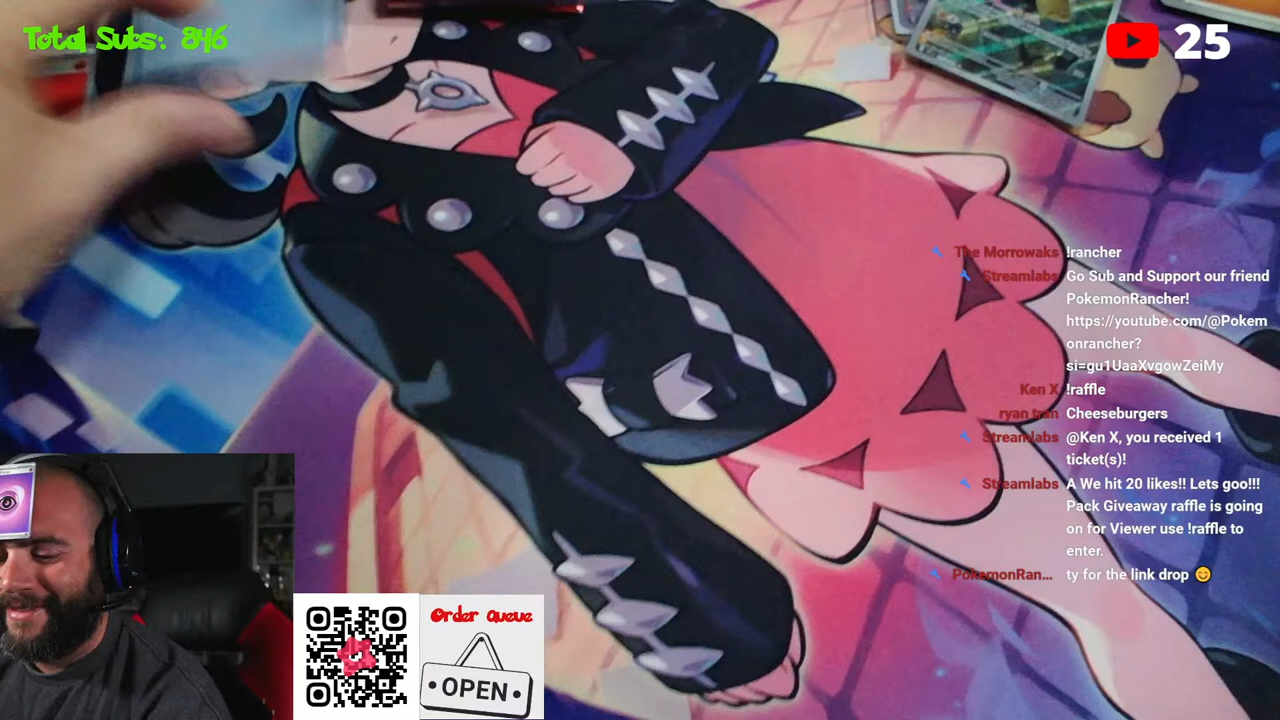 Total Subs: 846
25
The Morrowaks !rancher
Streamlabs Go Sub and Support our friend
PokemonRancher!
https://youtube.com/@Pokem
onrancher?
si=gu1UaaXvgowZeiMy
Ken X !raffle
ryan tran Cheeseburgers
Streamlabs @Ken X, you received 1
ticket(s)!
Streamlabs A We hit 20 likes!! Lets goo!!!
Pack Giveaway raffle is going
on for Viewer use !raffle to
enter.
PokemonRan... ty for the link drop 😊
Order Queue
• OPEN •